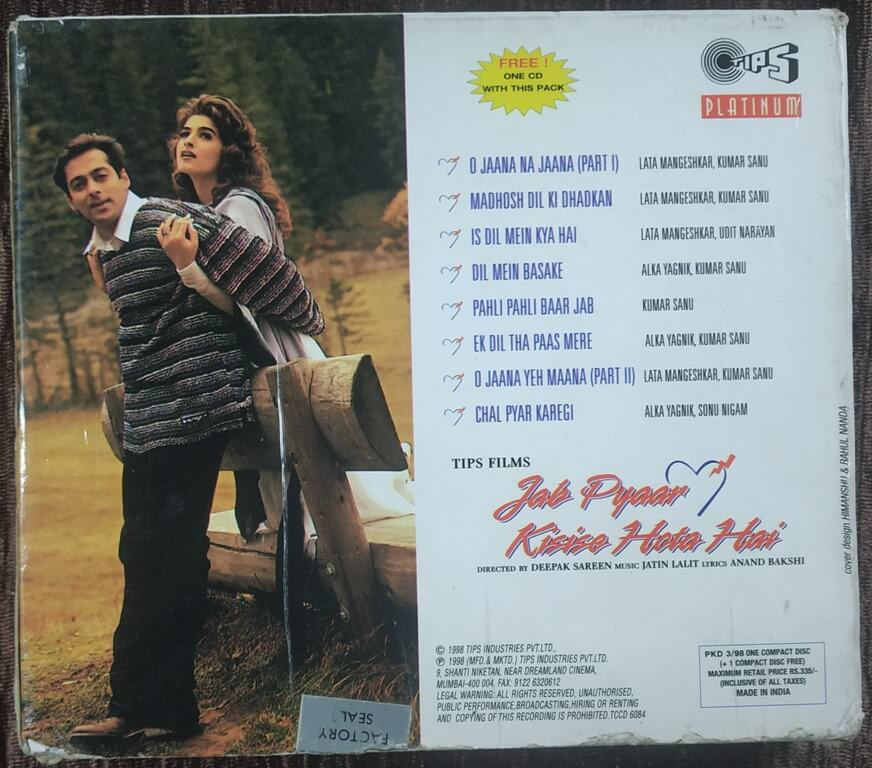 FREE !
ONE CD
WITH THIS PACK
TIPS
PLATINUM
O JAANA NA JAANA (PART I) LATA MANGESHKAR, KUMAR SANU
MADHOSH DIL KI DHADKAN LATA MANGESHKAR, KUMAR SANU
IS DIL MEIN KYA HAI LATA MANGESHKAR, UDIT NARAYAN
DIL MEIN BASAKE ALKA YAGNIK, KUMAR SANU
PAHLI PAHLI BAAR JAB KUMAR SANU
EK DIL THA PAAS MERE ALKA YAGNIK, KUMAR SANU
O JAANA YEH MAANA (PART II) LATA MANGESHKAR, KUMAR SANU
CHAL PYAR KAREGI ALKA YAGNIK, SONU NIGAM
TIPS FILMS
Jab Pyaar
Kisise Hota Hai
DIRECTED BY DEEPAK SAREEN MUSIC JATIN LALIT LYRICS ANAND BAKSHI
cover design HIMANSHU & RAHUL NANDA
© 1998 TIPS INDUSTRIES PVT.LTD.,
℗ 1998 (MFD.& MKTD.) TIPS INDUSTRIES PVT.LTD.
9, SHANTI NIKETAN, NEAR DREAMLAND CINEMA,
MUMBAI-400 004, FAX: 9122 6320612
LEGAL WARNING: ALL RIGHTS RESERVED, UNAUTHORISED,
PUBLIC PERFORMANCE,BROADCASTING,HIRING OR RENTING
AND COPYING OF THIS RECORDING IS PROHIBITED.TCCD 6084
PKD 3/98 ONE COMPACT DISC
(+ 1 COMPACT DISC FREE)
MAXIMUM RETAIL PRICE RS.335/-
(INCLUSIVE OF ALL TAXES)
MADE IN INDIA
FACTORY
SEAL